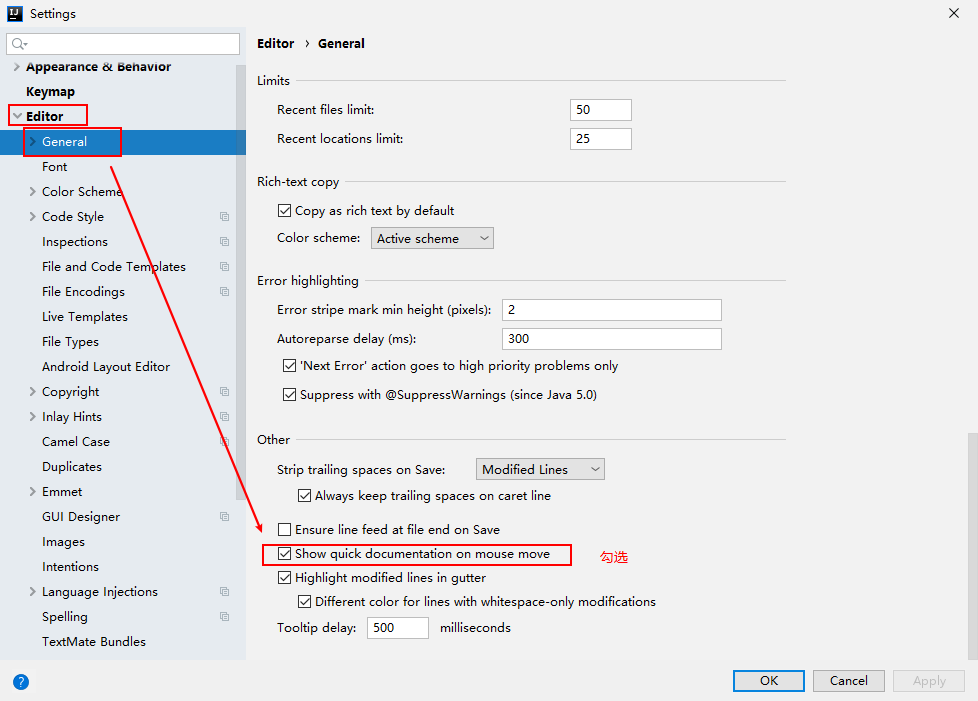 Settings
Appearance & Behavior
Keymap
Editor
General
Font
Color Scheme
Code Style
Inspections
File and Code Templates
File Encodings
Live Templates
File Types
Android Layout Editor
Copyright
Inlay Hints
Camel Case
Duplicates
Emmet
GUI Designer
Images
Intentions
Language Injections
Spelling
TextMate Bundles
Editor › General
Limits
Recent files limit: 50
Recent locations limit: 25
Rich-text copy
Copy as rich text by default
Color scheme: Active scheme
Error highlighting
Error stripe mark min height (pixels): 2
Autoreparse delay (ms): 300
'Next Error' action goes to high priority problems only
Suppress with @SuppressWarnings (since Java 5.0)
Other
Strip trailing spaces on Save: Modified Lines
Always keep trailing spaces on caret line
Ensure line feed at file end on Save
Show quick documentation on mouse move 勾选
Highlight modified lines in gutter
Different color for lines with whitespace-only modifications
Tooltip delay: 500 milliseconds
? OK Cancel Apply